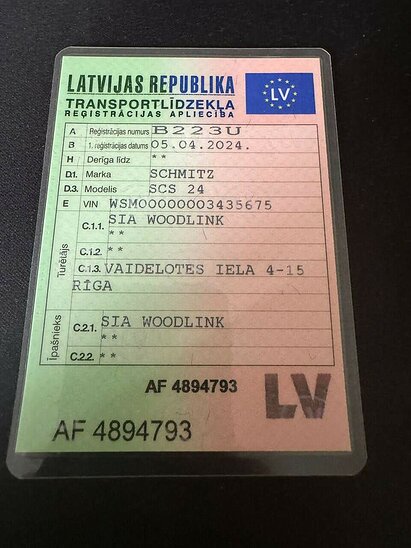 LATVIJAS REPUBLIKA
LV
TRANSPORTLĪDZEKĻA
REĢISTRĀCIJAS APLIECĪBA
A Reģistrācijas numurs B223U
B 1. reģistrācijas datums 05.04.2024.
H Derīga līdz **
D.1. Marka SCHMITZ
D.3. Modelis SCS 24
E VIN WSM00000003435675
Turētājs
C.1.1. SIA WOODLINK
**
C.1.2. **
C.1.3. VAIDELOTES IELA 4-15
RĪGA
Īpašnieks
C.2.1. SIA WOODLINK
**
C.2.2. **
AF 4894793
LV
AF 4894793